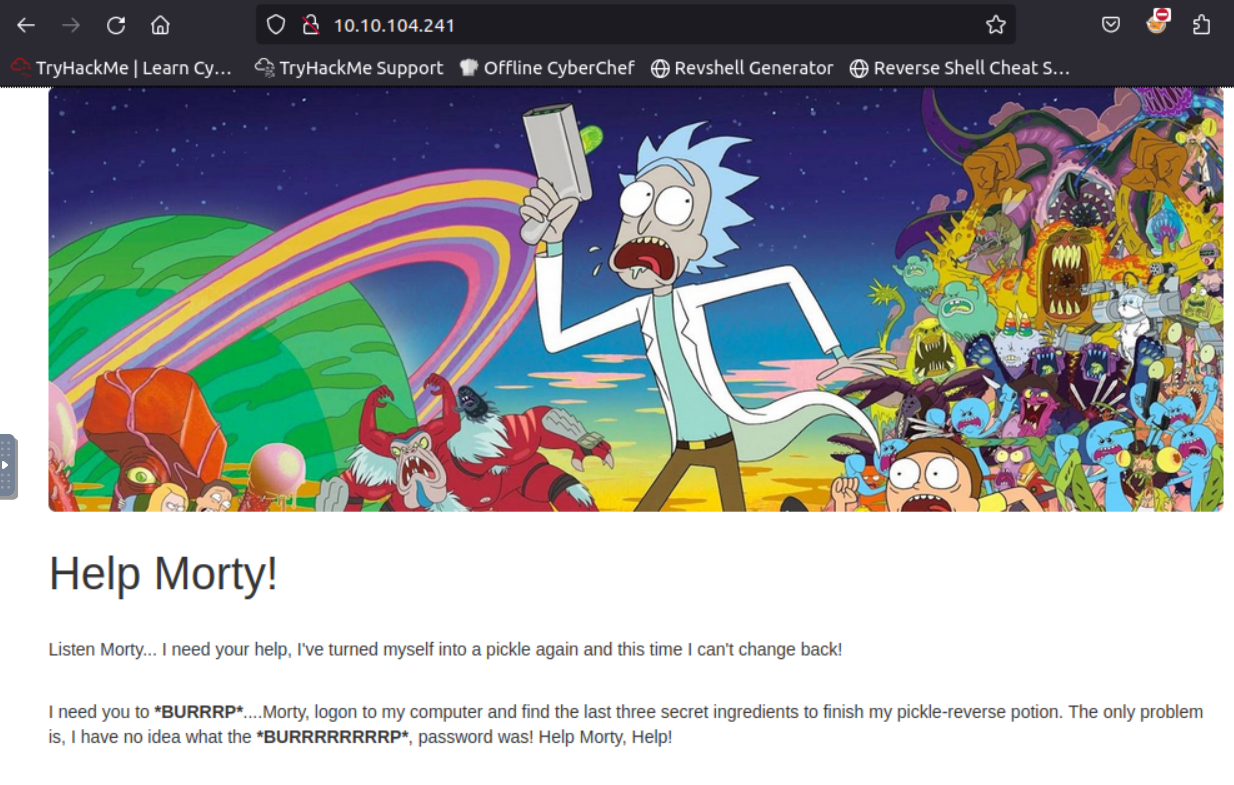 10.10.104.241
TryHackMe | Learn Cy... TryHackMe Support Offline CyberChef Revshell Generator Reverse Shell Cheat S...
Help Morty!
Listen Morty... I need your help, I've turned myself into a pickle again and this time I can't change back!
I need you to *BURRRP*....Morty, logon to my computer and find the last three secret ingredients to finish my pickle-reverse potion. The only problem
is, I have no idea what the *BURRRRRRRRP*, password was! Help Morty, Help!